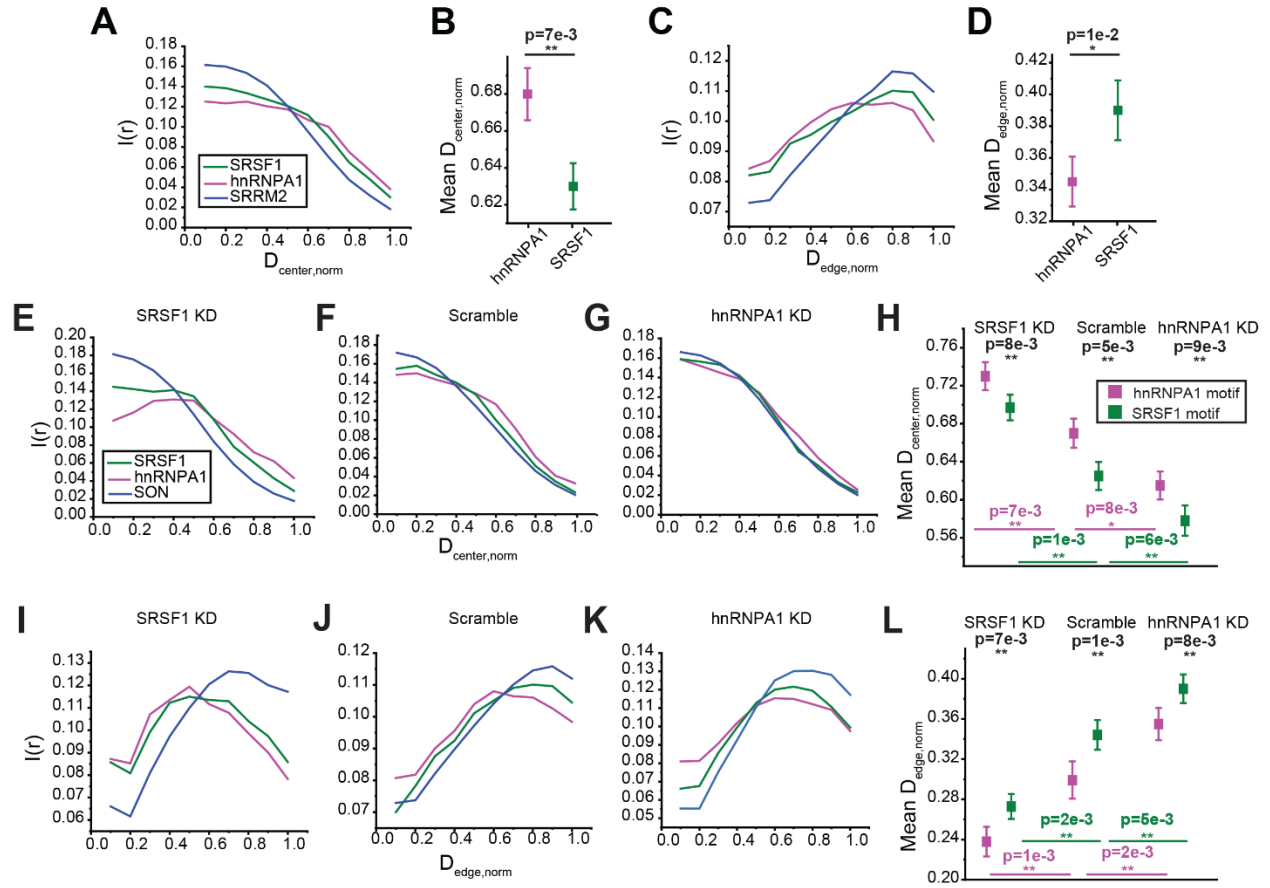 A
I(r)
0.18
0.16
0.14
0.12
0.10
0.08
0.06
0.04
0.02
0.00
SRSF1
hnRNPA1
SRRM2
0.0 0.2 0.4 0.6 0.8 1.0
Dcenter,norm
B
p=7e-3
**
Mean Dcenter,norm
0.68
0.66
0.64
0.62
hnRNPA1
SRSF1
C
I(r)
0.12
0.11
0.10
0.09
0.08
0.07
0.0 0.2 0.4 0.6 0.8 1.0
Dedge,norm
D
p=1e-2
*
Mean Dedge,norm
0.42
0.40
0.38
0.36
0.34
0.32
hnRNPA1
SRSF1
E
SRSF1 KD
I(r)
0.20
0.18
0.16
0.14
0.12
0.10
0.08
0.06
0.04
0.02
0.00
SRSF1
hnRNPA1
SON
0.0 0.2 0.4 0.6 0.8 1.0
F
Scramble
0.18
0.16
0.14
0.12
0.10
0.08
0.06
0.04
0.02
0.00
0.0 0.2 0.4 0.6 0.8 1.0
Dcenter,norm
G
hnRNPA1 KD
0.18
0.16
0.14
0.12
0.10
0.08
0.06
0.04
0.02
0.00
0.0 0.2 0.4 0.6 0.8 1.0
H
SRSF1 KD Scramble hnRNPA1 KD
p=8e-3 p=5e-3 p=9e-3
** ** **
Mean Dcenter,norm
0.76
0.72
0.68
0.64
0.60
0.56
hnRNPA1 motif
SRSF1 motif
p=7e-3 p=8e-3
** *
p=1e-3 p=6e-3
** **
I
SRSF1 KD
I(r)
0.13
0.12
0.11
0.10
0.09
0.08
0.07
0.06
0.0 0.2 0.4 0.6 0.8 1.0
J
Scramble
0.12
0.11
0.10
0.09
0.08
0.07
0.0 0.2 0.4 0.6 0.8 1.0
Dedge,norm
K
hnRNPA1 KD
0.14
0.13
0.12
0.11
0.10
0.09
0.08
0.07
0.06
0.05
0.0 0.2 0.4 0.6 0.8 1.0
L
SRSF1 KD Scramble hnRNPA1 KD
p=7e-3 p=1e-3 p=8e-3
** ** **
Mean Dedge,norm
0.40
0.36
0.32
0.28
0.24
0.20
p=2e-3 p=5e-3
** **
p=1e-3 p=2e-3
** **